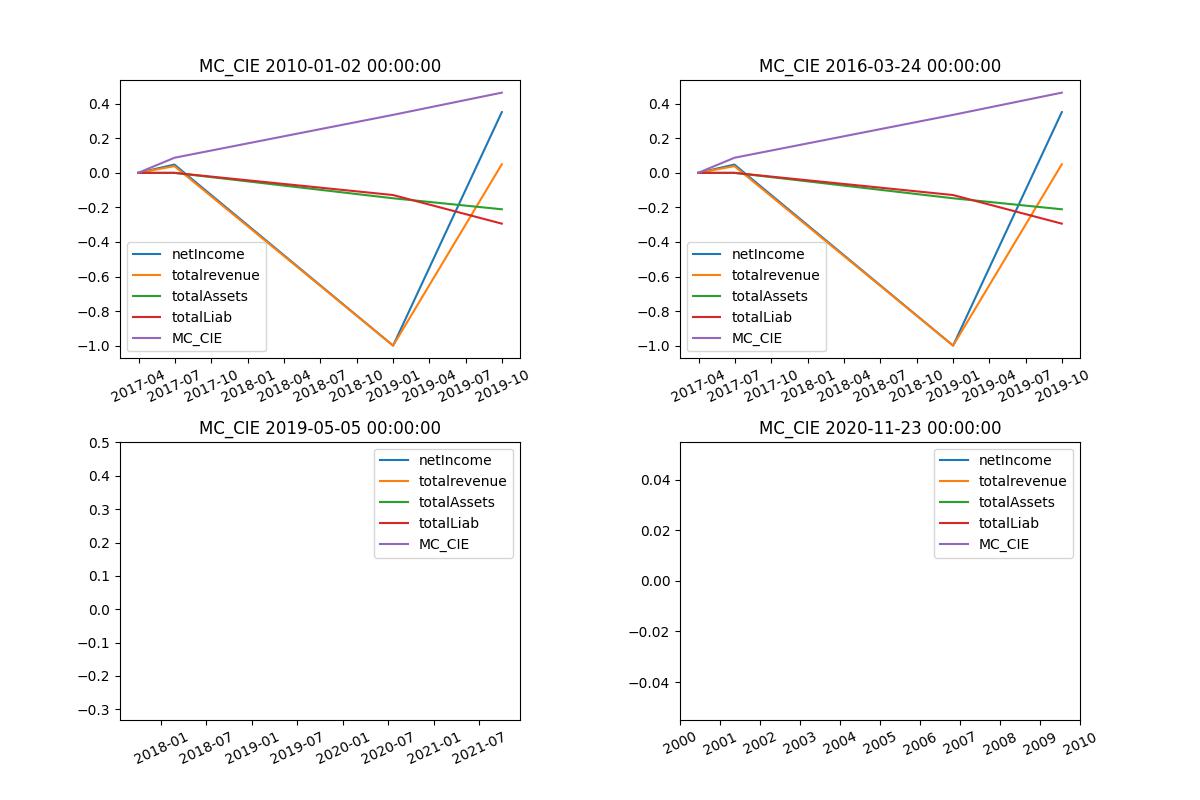 MC_CIE 2010-01-02 00:00:00
0.4
0.2
0.0
−0.2
−0.4
−0.6
−0.8
−1.0
netIncome
totalrevenue
totalAssets
totalLiab
MC_CIE
2017-04
2017-07
2017-10
2018-01
2018-04
2018-07
2018-10
2019-01
2019-04
2019-07
2019-10
MC_CIE 2016-03-24 00:00:00
0.4
0.2
0.0
−0.2
−0.4
−0.6
−0.8
−1.0
netIncome
totalrevenue
totalAssets
totalLiab
MC_CIE
2017-04
2017-07
2017-10
2018-01
2018-04
2018-07
2018-10
2019-01
2019-04
2019-07
2019-10
MC_CIE 2019-05-05 00:00:00
0.5
0.4
0.3
0.2
0.1
0.0
−0.1
−0.2
−0.3
netIncome
totalrevenue
totalAssets
totalLiab
MC_CIE
2018-01
2018-07
2019-01
2019-07
2020-01
2020-07
2021-01
2021-07
MC_CIE 2020-11-23 00:00:00
0.04
0.02
0.00
−0.02
−0.04
netIncome
totalrevenue
totalAssets
totalLiab
MC_CIE
2000
2001
2002
2003
2004
2005
2006
2007
2008
2009
2010